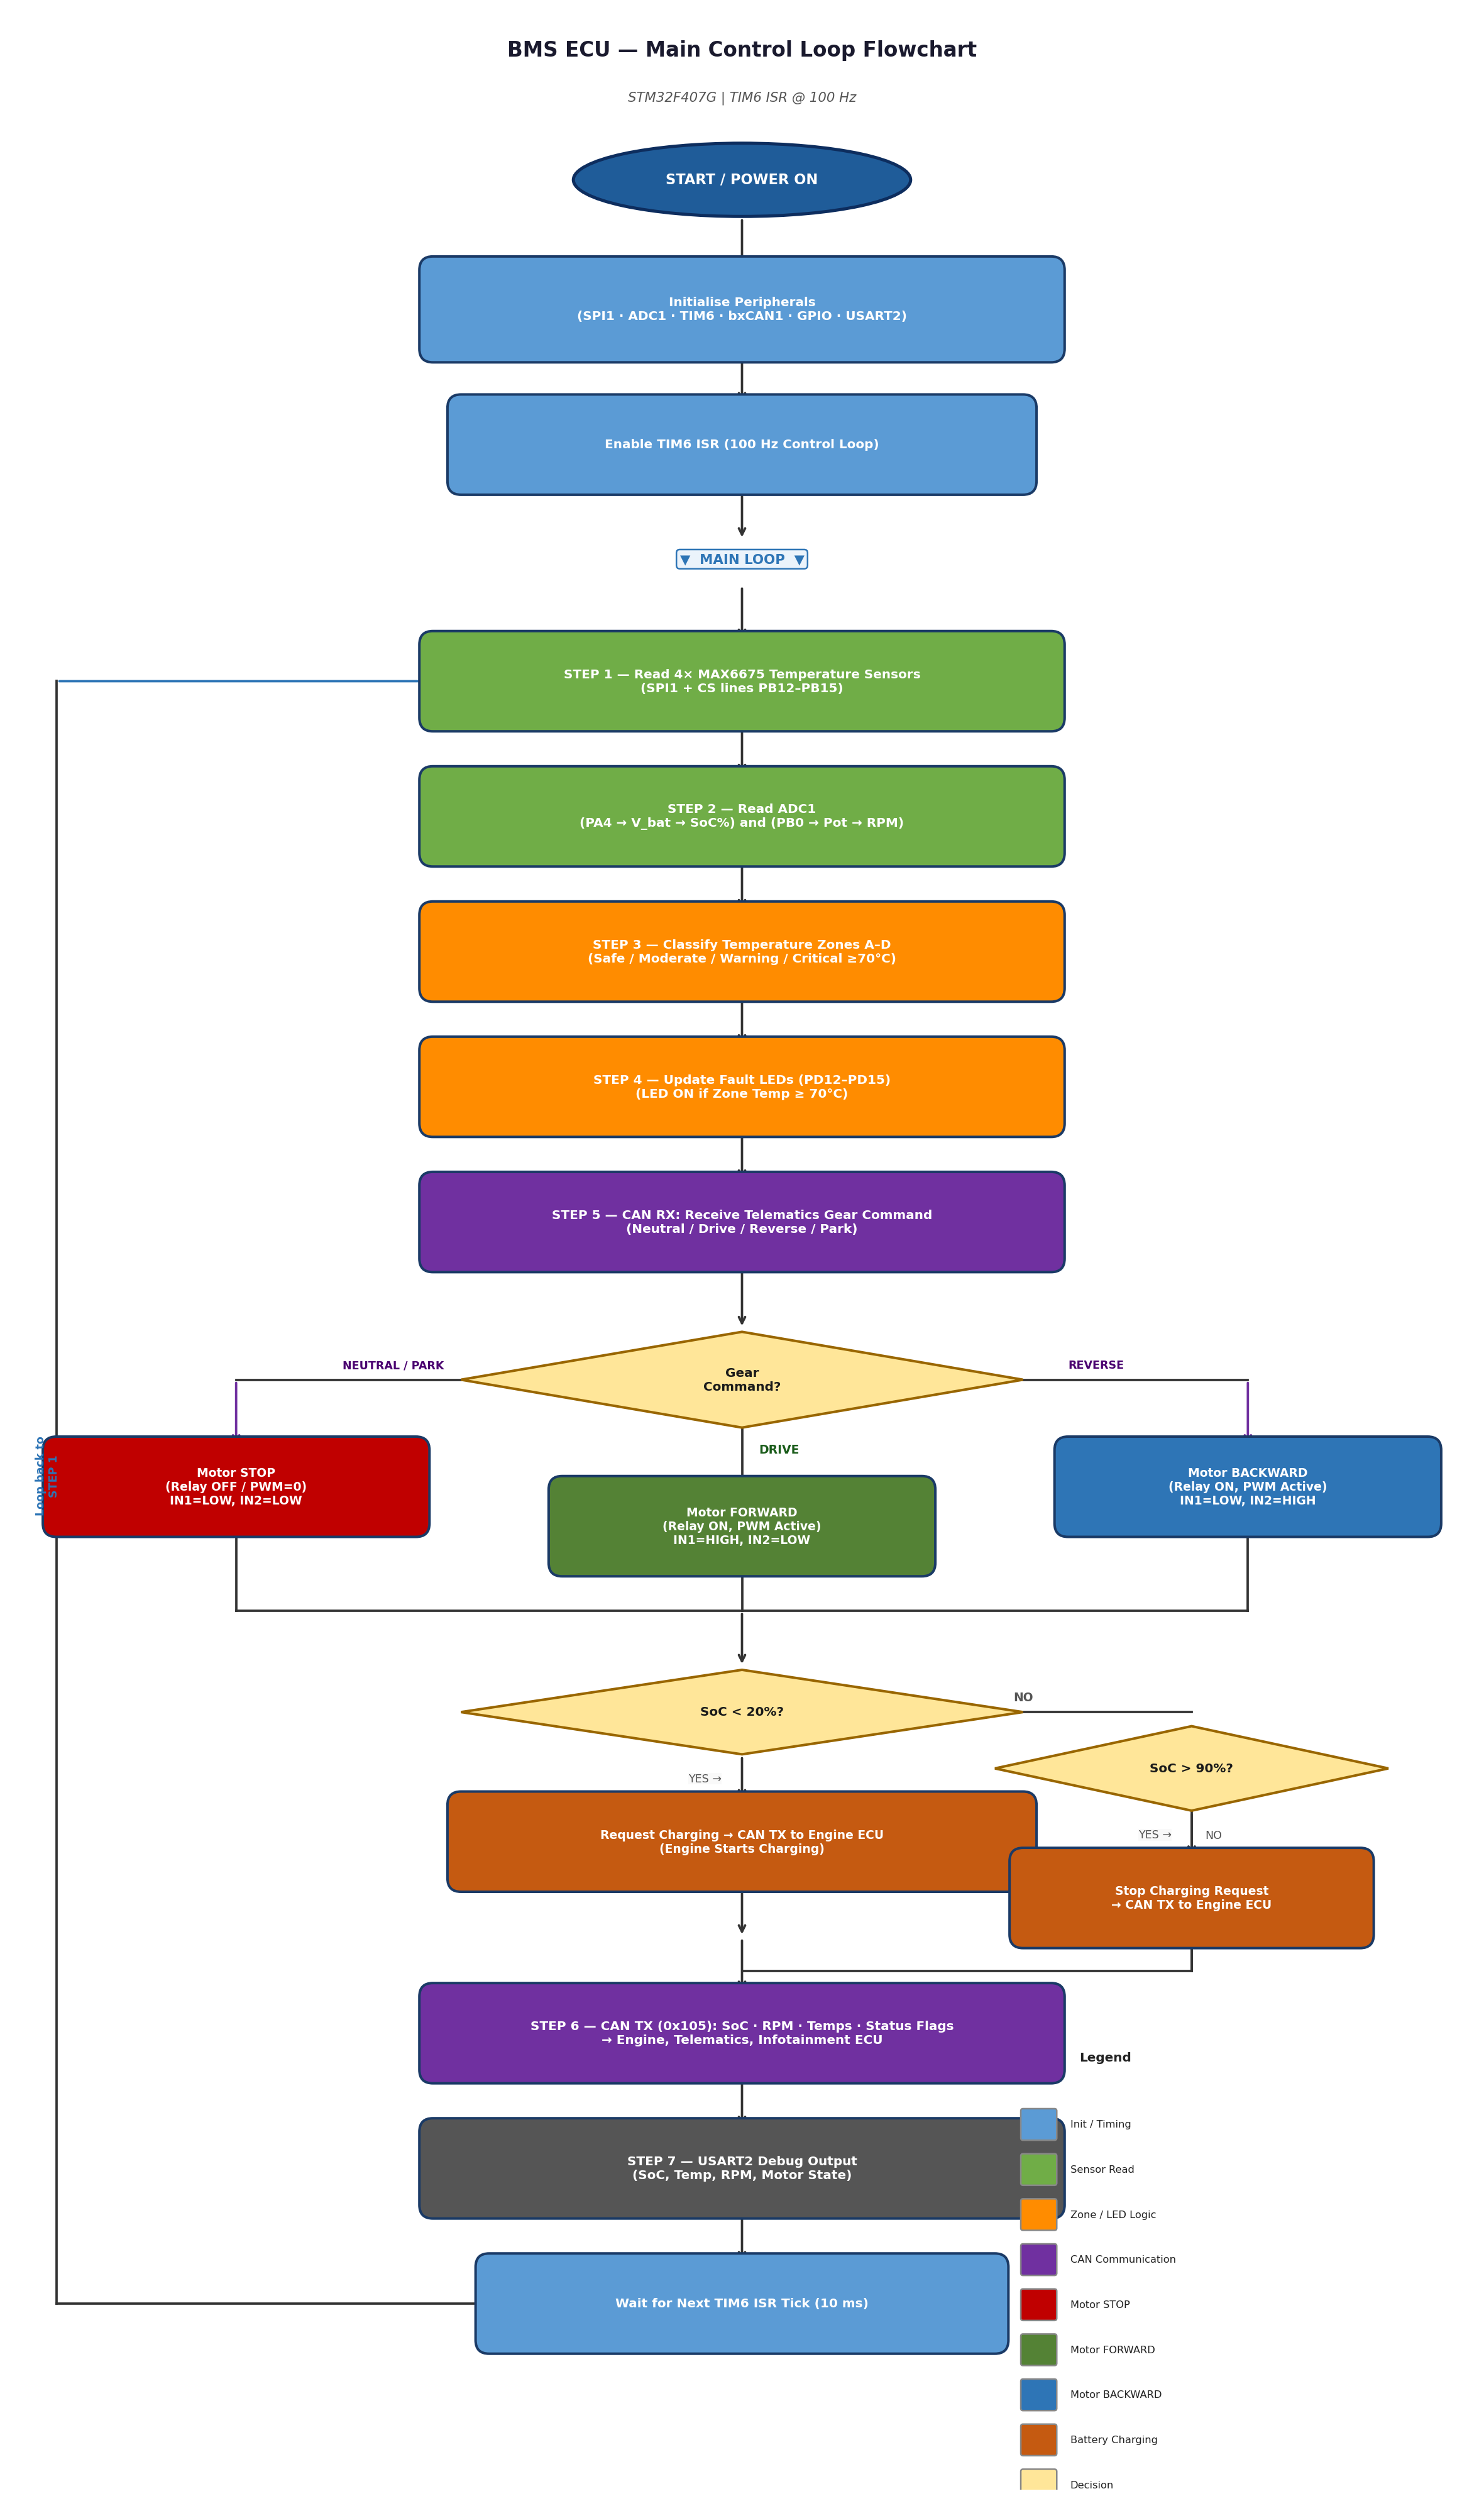 BMS ECU — Main Control Loop Flowchart
STM32F407G | TIM6 ISR @ 100 Hz
START / POWER ON
Initialise Peripherals
(SPI1 · ADC1 · TIM6 · bxCAN1 · GPIO · USART2)
Enable TIM6 ISR (100 Hz Control Loop)
▼ MAIN LOOP ▼
STEP 1 — Read 4× MAX6675 Temperature Sensors
(SPI1 + CS lines PB12–PB15)
STEP 2 — Read ADC1
(PA4 → V_bat → SoC%) and (PB0 → Pot → RPM)
STEP 3 — Classify Temperature Zones A–D
(Safe / Moderate / Warning / Critical ≥70°C)
STEP 4 — Update Fault LEDs (PD12–PD15)
(LED ON if Zone Temp ≥ 70°C)
STEP 5 — CAN RX: Receive Telematics Gear Command
(Neutral / Drive / Reverse / Park)
Gear
Command?
NEUTRAL / PARK
REVERSE
DRIVE
Loop back to
STEP 1
Motor STOP
(Relay OFF / PWM=0)
IN1=LOW, IN2=LOW
Motor FORWARD
(Relay ON, PWM Active)
IN1=HIGH, IN2=LOW
Motor BACKWARD
(Relay ON, PWM Active)
IN1=LOW, IN2=HIGH
SoC < 20%?
NO
SoC > 90%?
YES →
Request Charging → CAN TX to Engine ECU
(Engine Starts Charging)
YES →
NO
Stop Charging Request
→ CAN TX to Engine ECU
STEP 6 — CAN TX (0x105): SoC · RPM · Temps · Status Flags
→ Engine, Telematics, Infotainment ECU
STEP 7 — USART2 Debug Output
(SoC, Temp, RPM, Motor State)
Wait for Next TIM6 ISR Tick (10 ms)
Legend
Init / Timing
Sensor Read
Zone / LED Logic
CAN Communication
Motor STOP
Motor FORWARD
Motor BACKWARD
Battery Charging
Decision